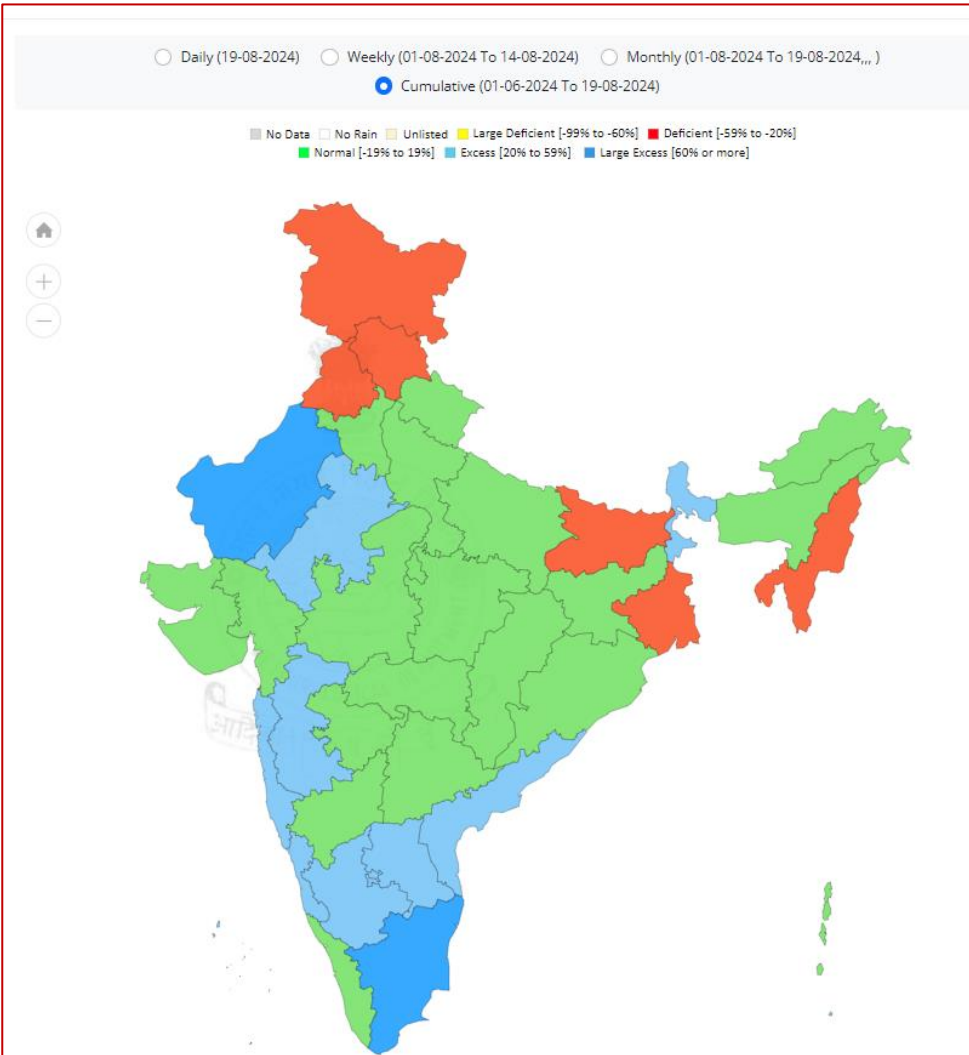 Daily (19-08-2024) Weekly (01-08-2024 To 14-08-2024) Monthly (01-08-2024 To 19-08-2024,,, )
Cumulative (01-06-2024 To 19-08-2024)
No Data No Rain Unlisted Large Deficient [-99% to -60%] Deficient [-59% to -20%]
Normal [-19% to 19%] Excess [20% to 59%] Large Excess [60% or more]